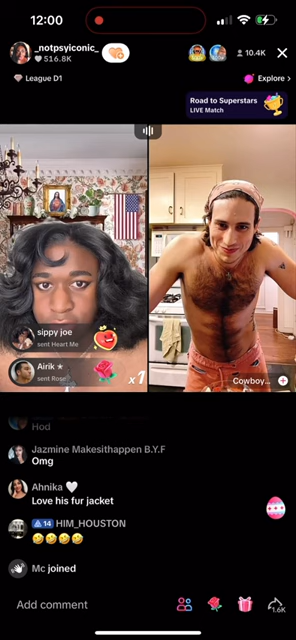 12:00
_notpsyiconic_
516.8K
10.4K
League D1
Explore >
Road to Superstars
LIVE Match
sippy joe
sent Heart Me
Airik ★
sent Rose
x1
Cowboy...
Hod
Jazmine Makesithappen B.Y.F
Omg
Ahnika 🤍
Love his fur jacket
14 HIM_HOUSTON
🤣🤣🤣🤣
Mc joined
Add comment
1.6K